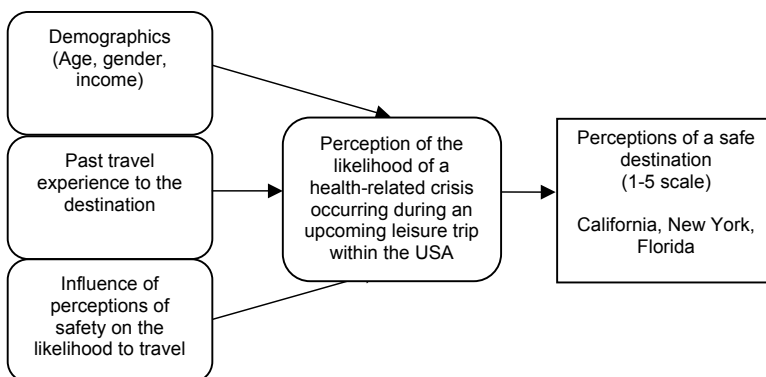 Demographics
(Age, gender,
income)
Past travel
experience to the
destination
Influence of
perceptions of
safety on the
likelihood to travel
Perception of the
likelihood of a
health-related crisis
occurring during an
upcoming leisure trip
within the USA
Perceptions of a safe
destination
(1-5 scale)
California, New York,
Florida